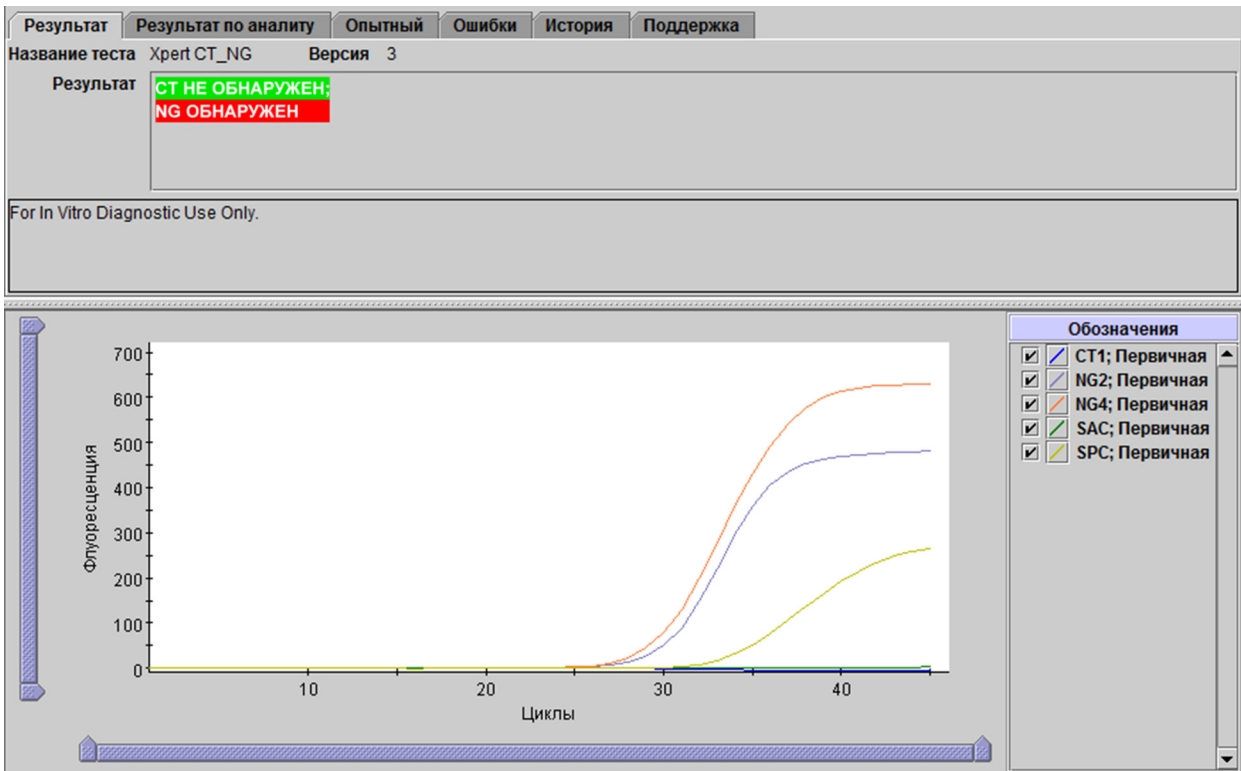 Результат Результат по аналиту Опытный Ошибки История Поддержка
Название теста Xpert CT_NG Версия 3
Результат CT НЕ ОБНАРУЖЕН;
NG ОБНАРУЖЕН
For In Vitro Diagnostic Use Only.
Флуоресценция
700
600
500
400
300
200
100
0
10 20 30 40
Циклы
Обозначения
CT1; Первичная
NG2; Первичная
NG4; Первичная
SAC; Первичная
SPC; Первичная